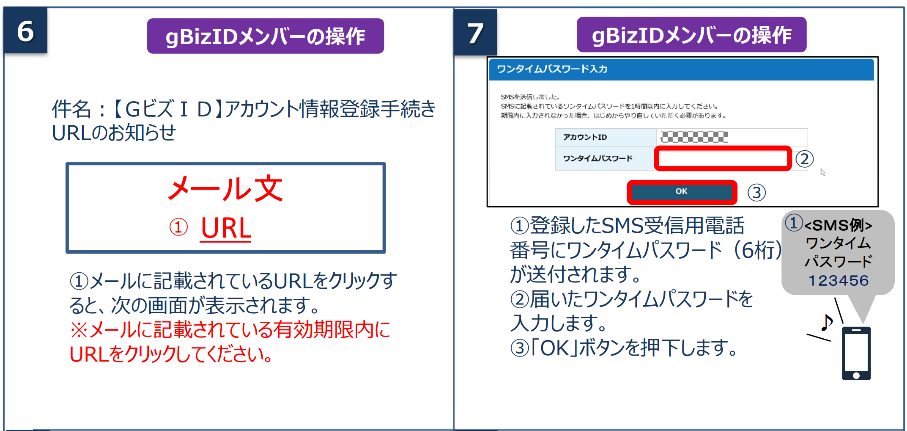 6
gBizIDメンバーの操作
件名：【GビズＩＤ】アカウント情報登録手続き
URLのお知らせ
メール文
① URL
①メールに記載されているURLをクリックす
ると、次の画面が表示されます。
※メールに記載されている有効期限内に
URLをクリックしてください。
7
gBizIDメンバーの操作
ワンタイムパスワード入力
SMSを送信しました。
SMSに記載されているワンタイムパスワードを1時間以内に入力してください。
期間内に入力されなかった場合、はじめからやり直していただく必要があります。
アカウントID
ワンタイムパスワード
②
OK
③
①登録したSMS受信用電話
番号にワンタイムパスワード（6桁）
が送付されます。
②届いたワンタイムパスワードを
入力します。
③「OK」ボタンを押下します。
①<SMS例>
ワンタイム
パスワード
123456